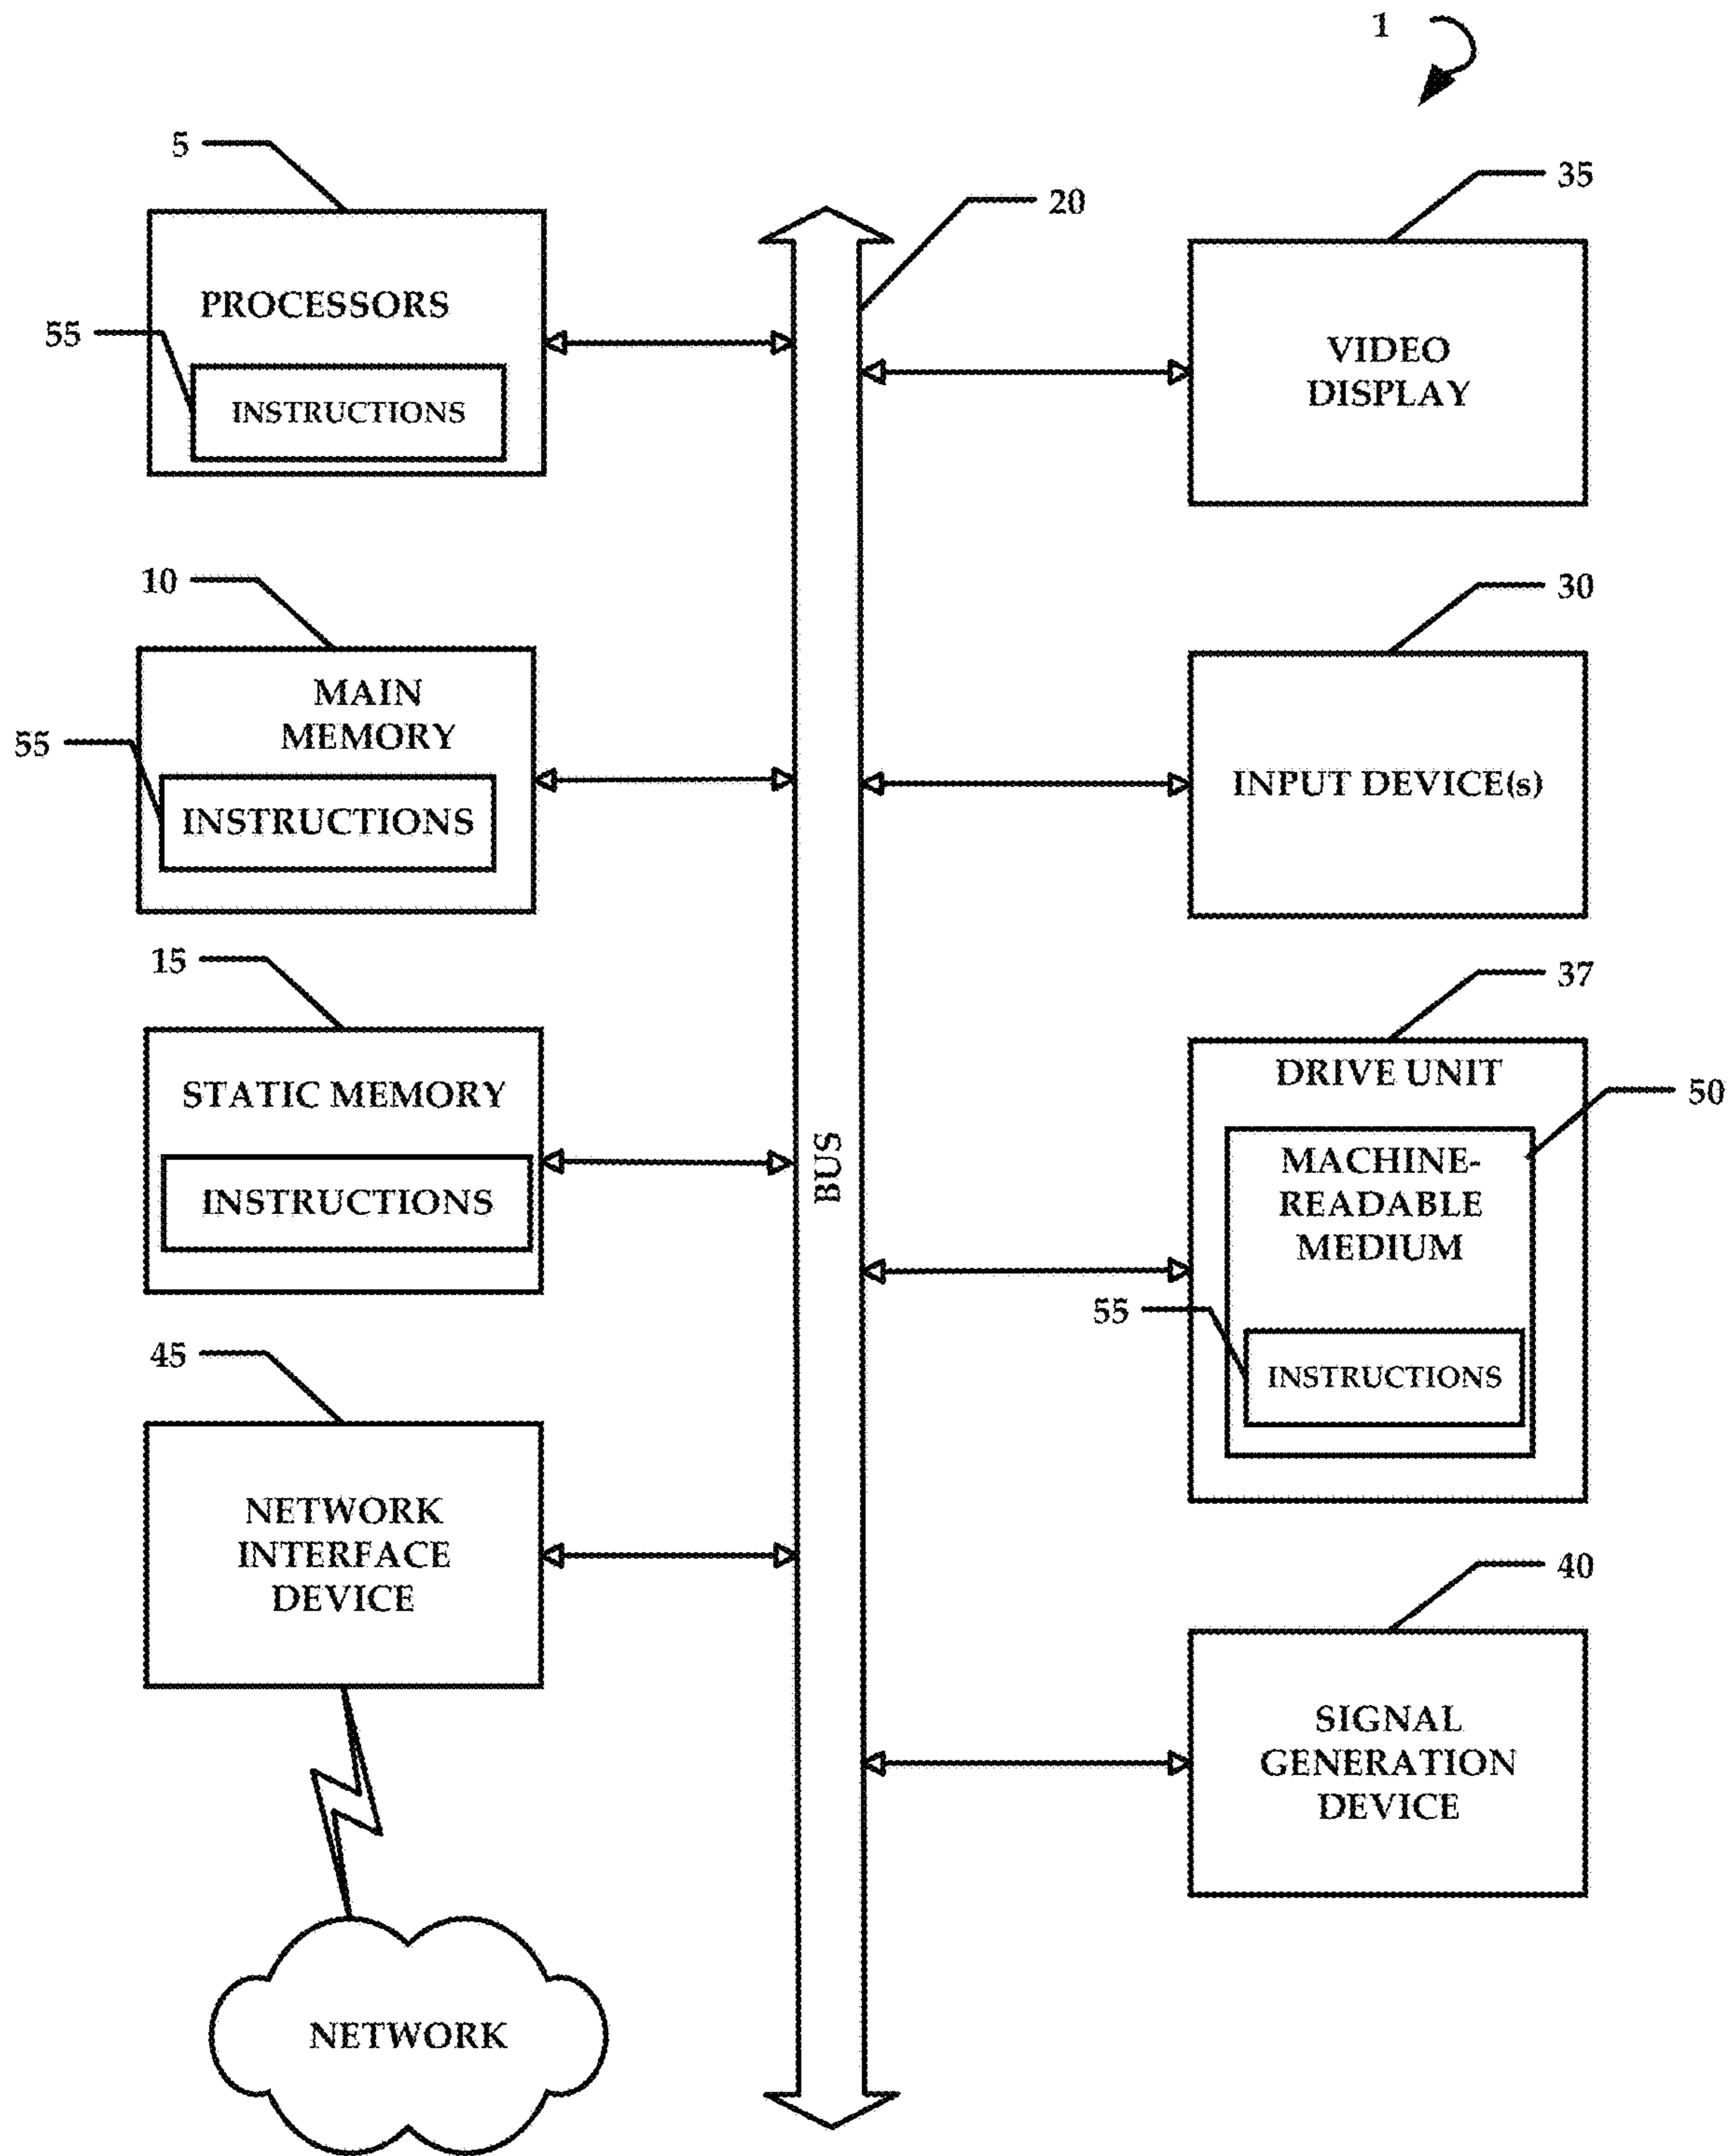 1
5
PROCESSORS
55
INSTRUCTIONS
10
MAIN
MEMORY
55
INSTRUCTIONS
15
STATIC MEMORY
INSTRUCTIONS
45
NETWORK
INTERFACE
DEVICE
NETWORK
20
BUS
35
VIDEO
DISPLAY
30
INPUT DEVICE(s)
37
DRIVE UNIT
50
MACHINE-
READABLE
MEDIUM
55
INSTRUCTIONS
40
SIGNAL
GENERATION
DEVICE